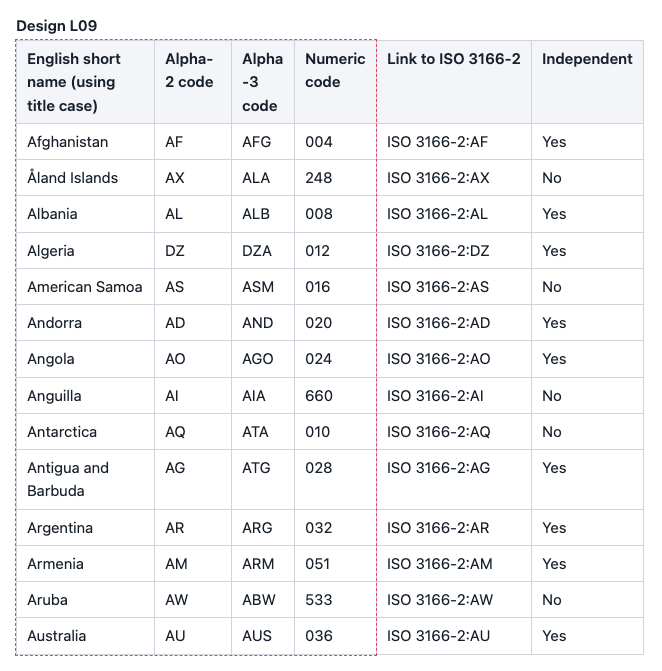 Design L09
English short name (using title case) Alpha-2 code Alpha-3 code Numeric code Link to ISO 3166-2 Independent
Afghanistan AF AFG 004 ISO 3166-2:AF Yes
Åland Islands AX ALA 248 ISO 3166-2:AX No
Albania AL ALB 008 ISO 3166-2:AL Yes
Algeria DZ DZA 012 ISO 3166-2:DZ Yes
American Samoa AS ASM 016 ISO 3166-2:AS No
Andorra AD AND 020 ISO 3166-2:AD Yes
Angola AO AGO 024 ISO 3166-2:AO Yes
Anguilla AI AIA 660 ISO 3166-2:AI No
Antarctica AQ ATA 010 ISO 3166-2:AQ No
Antigua and Barbuda AG ATG 028 ISO 3166-2:AG Yes
Argentina AR ARG 032 ISO 3166-2:AR Yes
Armenia AM ARM 051 ISO 3166-2:AM Yes
Aruba AW ABW 533 ISO 3166-2:AW No
Australia AU AUS 036 ISO 3166-2:AU Yes